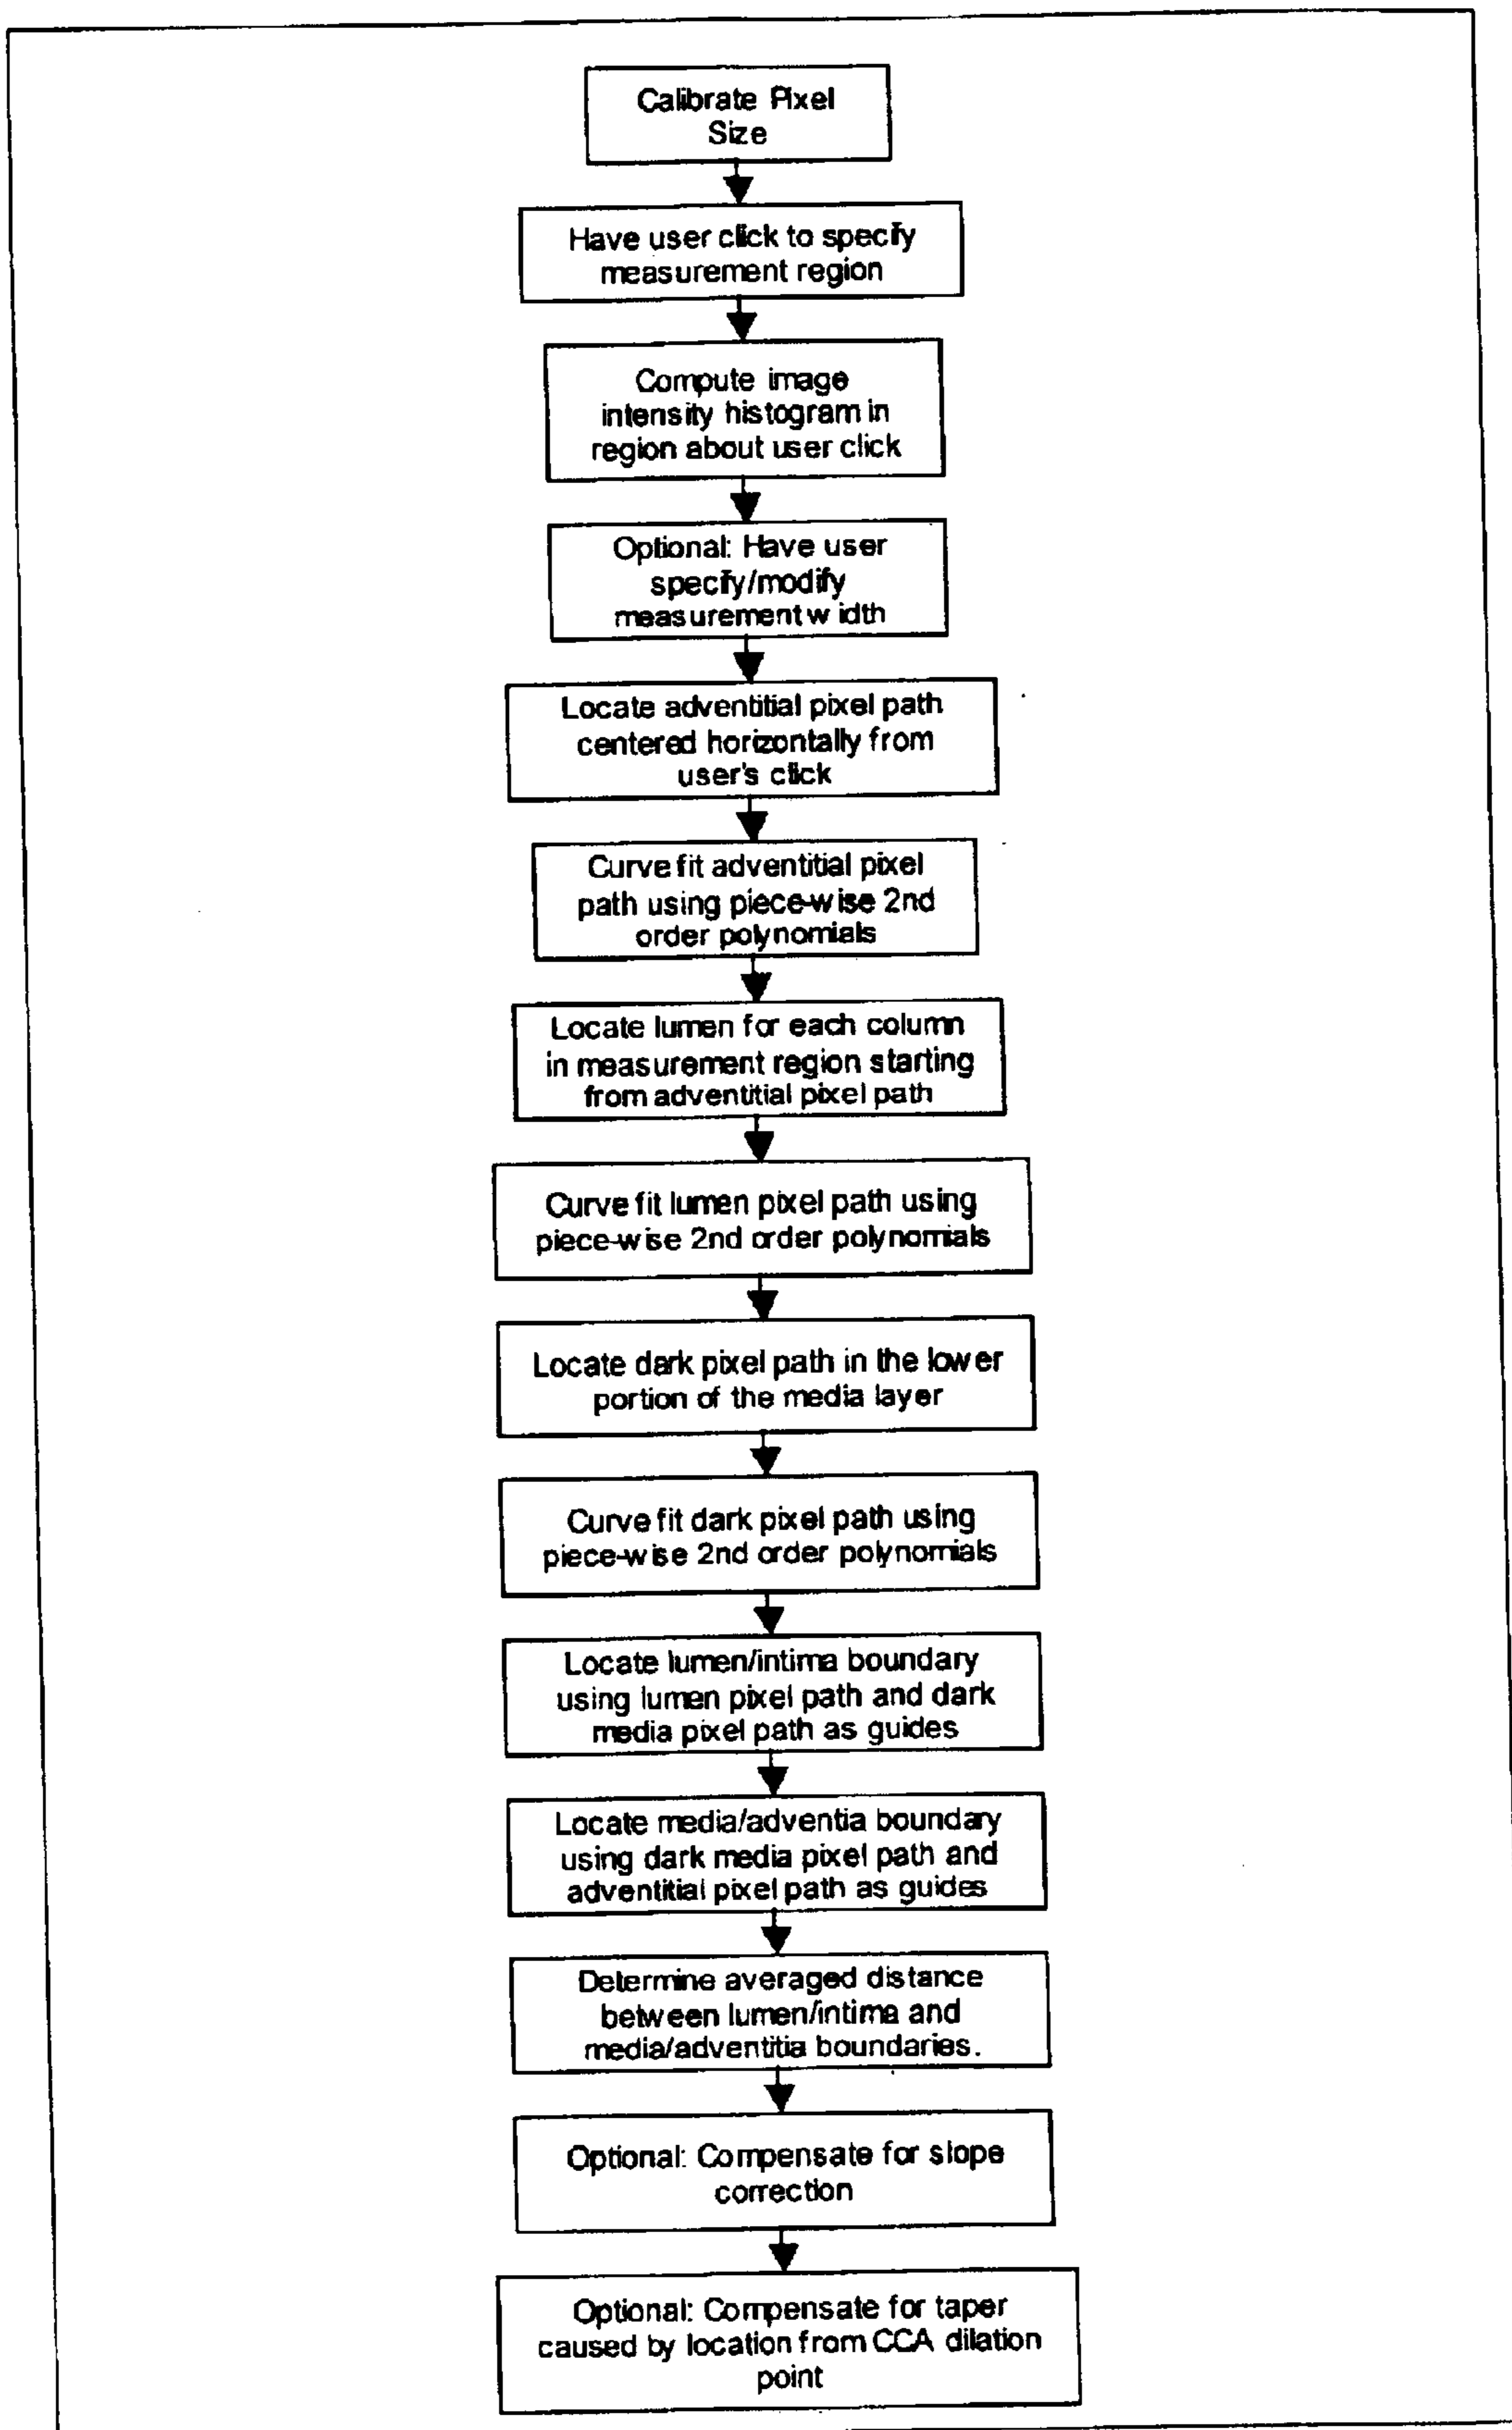 Calibrate Pixel
Size
Have user click to specify
measurement region
Compute image
intensity histogram in
region about user click
Optional: Have user
specify/modify
measurement width
Locate adventitial pixel path
centered horizontally from
user's click
Curve fit adventitial pixel
path using piece-wise 2nd
order polynomials
Locate lumen for each column
in measurement region starting
from adventitial pixel path
Curve fit lumen pixel path using
piece-wise 2nd order polynomials
Locate dark pixel path in the lower
portion of the media layer
Curve fit dark pixel path using
piece-wise 2nd order polynomials
Locate lumen/intima boundary
using lumen pixel path and dark
media pixel path as guides
Locate media/adventia boundary
using dark media pixel path and
adventitial pixel path as guides
Determine averaged distance
between lumen/intima and
media/adventitia boundaries.
Optional: Compensate for slope
correction
Optional: Compensate for taper
caused by location from CCA dilation
point